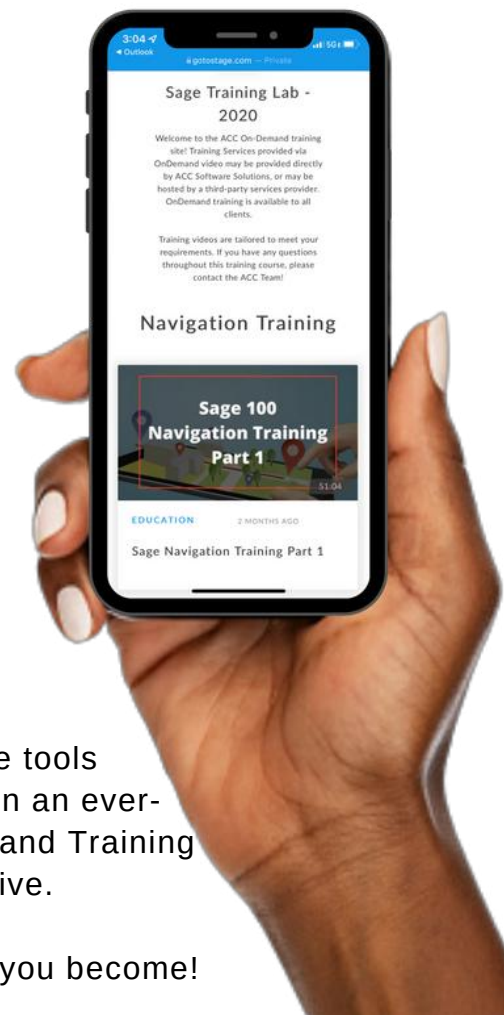 3:04
5G
◄ Outlook
gotostage.com — Private
Sage Training Lab -
2020
Welcome to the ACC On-Demand training
site! Training Services provided via
OnDemand video may be provided directly
by ACC Software Solutions, or may be
hosted by a third-party services provider.
OnDemand training is available to all
clients.
Training videos are tailored to meet your
requirements. If you have any questions
throughout this training course, please
contact the ACC Team!
Navigation Training
Sage 100
Navigation Training
Part 1
51:04
EDUCATION
2 MONTHS AGO
Sage Navigation Training Part 1
e tools
n an ever-
and Training
ive.
you become!